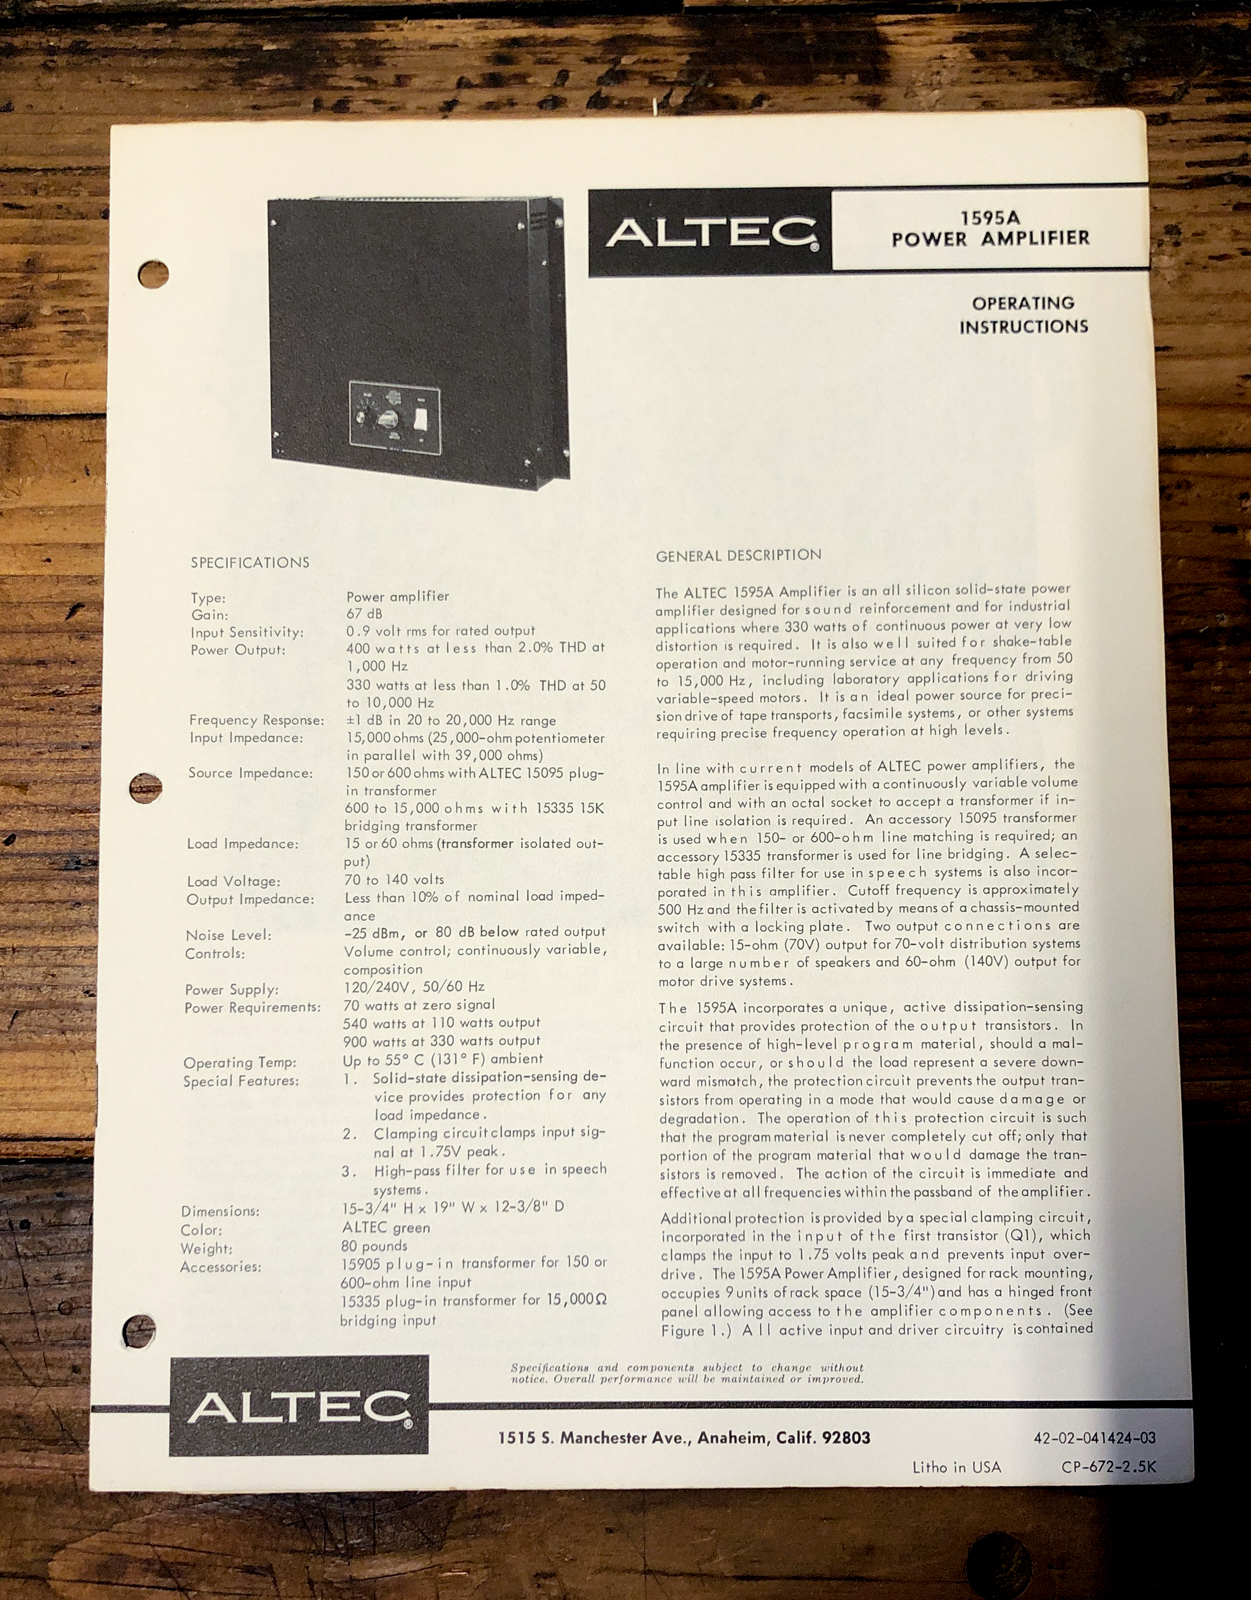 ALTEC®
1595A
POWER AMPLIFIER
OPERATING
INSTRUCTIONS
SPECIFICATIONS
Type: Power amplifier
Gain: 67 dB
Input Sensitivity: 0.9 volt rms for rated output
Power Output: 400 watts at less than 2.0% THD at
1,000 Hz
330 watts at less than 1.0% THD at 50
to 10,000 Hz
Frequency Response: ±1 dB in 20 to 20,000 Hz range
Input Impedance: 15,000 ohms (25,000-ohm potentiometer
in parallel with 39,000 ohms)
Source Impedance: 150 or 600 ohms with ALTEC 15095 plug-
in transformer
600 to 15,000 ohms with 15335 15K
bridging transformer
Load Impedance: 15 or 60 ohms (transformer isolated out-
put)
Load Voltage: 70 to 140 volts
Output Impedance: Less than 10% of nominal load imped-
ance
Noise Level: -25 dBm, or 80 dB below rated output
Controls: Volume control; continuously variable,
composition
Power Supply: 120/240V, 50/60 Hz
Power Requirements: 70 watts at zero signal
540 watts at 110 watts output
900 watts at 330 watts output
Operating Temp: Up to 55° C (131° F) ambient
Special Features: 1. Solid-state dissipation-sensing de-
vice provides protection for any
load impedance.
2. Clamping circuit clamps input sig-
nal at 1.75V peak.
3. High-pass filter for use in speech
systems.
Dimensions: 15-3/4" H x 19" W x 12-3/8" D
Color: ALTEC green
Weight: 80 pounds
Accessories: 15905 plug-in transformer for 150 or
600-ohm line input
15335 plug-in transformer for 15,000Ω
bridging input
GENERAL DESCRIPTION
The ALTEC 1595A Amplifier is an all silicon solid-state power
amplifier designed for sound reinforcement and for industrial
applications where 330 watts of continuous power at very low
distortion is required. It is also well suited for shake-table
operation and motor-running service at any frequency from 50
to 15,000 Hz, including laboratory applications for driving
variable-speed motors. It is an ideal power source for preci-
sion drive of tape transports, facsimile systems, or other systems
requiring precise frequency operation at high levels.
In line with current models of ALTEC power amplifiers, the
1595A amplifier is equipped with a continuously variable volume
control and with an octal socket to accept a transformer if in-
put line isolation is required. An accessory 15095 transformer
is used when 150- or 600-ohm line matching is required; an
accessory 15335 transformer is used for line bridging. A selec-
table high pass filter for use in speech systems is also incor-
porated in this amplifier. Cutoff frequency is approximately
500 Hz and the filter is activated by means of a chassis-mounted
switch with a locking plate. Two output connections are
available: 15-ohm (70V) output for 70-volt distribution systems
to a large number of speakers and 60-ohm (140V) output for
motor drive systems.
The 1595A incorporates a unique, active dissipation-sensing
circuit that provides protection of the output transistors. In
the presence of high-level program material, should a mal-
function occur, or should the load represent a severe down-
ward mismatch, the protection circuit prevents the output tran-
sistors from operating in a mode that would cause damage or
degradation. The operation of this protection circuit is such
that the program material is never completely cut off; only that
portion of the program material that would damage the tran-
sistors is removed. The action of the circuit is immediate and
effective at all frequencies within the passband of the amplifier.
Additional protection is provided by a special clamping circuit,
incorporated in the input of the first transistor (Q1), which
clamps the input to 1.75 volts peak and prevents input over-
drive. The 1595A Power Amplifier, designed for rack mounting,
occupies 9 units of rack space (15-3/4") and has a hinged front
panel allowing access to the amplifier components. (See
Figure 1.) All active input and driver circuitry is contained
Specifications and components subject to change without
notice. Overall performance will be maintained or improved.
ALTEC®
1515 S. Manchester Ave., Anaheim, Calif. 92803
42-02-041424-03
Litho in USA
CP-672-2.5K